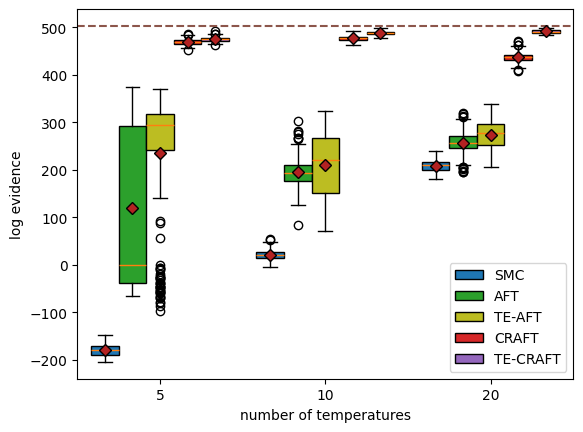 500
400
300
200
100
0
−100
−200
log evidence
5
10
20
number of temperatures
SMC
AFT
TE-AFT
CRAFT
TE-CRAFT